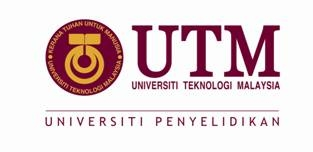 KERANA TUHAN UNTUK MANUSIA
UNIVERSITI TEKNOLOGI MALAYSIA
UTM
UNIVERSITI TEKNOLOGI MALAYSIA
UNIVERSITI PENYELIDIKAN